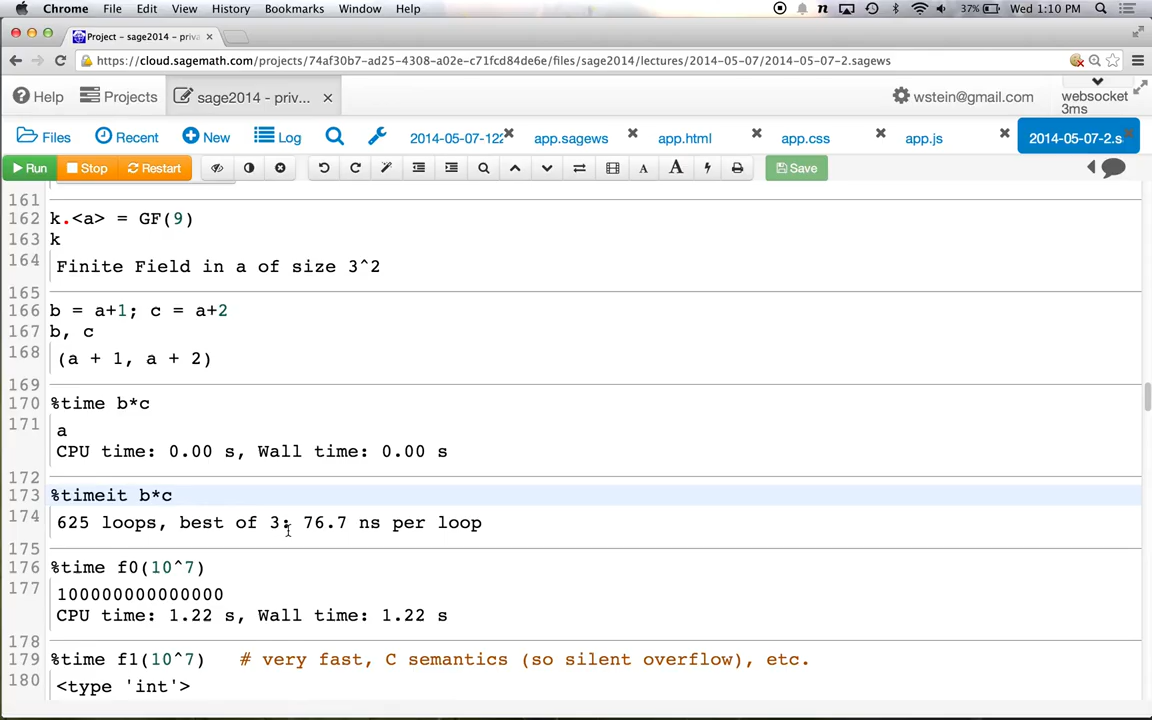 Chrome File Edit View History Bookmarks Window Help 37% Wed 1:10 PM
Project - sage2014 - priv
https://cloud.sagemath.com/projects/74af30b7-ad25-4308-a02e-c71fcd84de6e/files/sage2014/lectures/2014-05-07/2014-05-07-2.sagews
Help Projects sage2014 - priv... wstein@gmail.com websocket
3ms
Files Recent New Log 2014-05-07-122 app.sagews app.html app.css app.js 2014-05-07-2.s
Run Stop Restart A A Save
161
162 k.<a> = GF(9)
163 k
164 Finite Field in a of size 3^2
165
166 b = a+1; c = a+2
167 b, c
168 (a + 1, a + 2)
169
170 %time b*c
171 a
CPU time: 0.00 s, Wall time: 0.00 s
172
173 %timeit b*c
174 625 loops, best of 3: 76.7 ns per loop
175
176 %time f0(10^7)
177 100000000000000
CPU time: 1.22 s, Wall time: 1.22 s
178
179 %time f1(10^7) # very fast, C semantics (so silent overflow), etc.
180 <type 'int'>